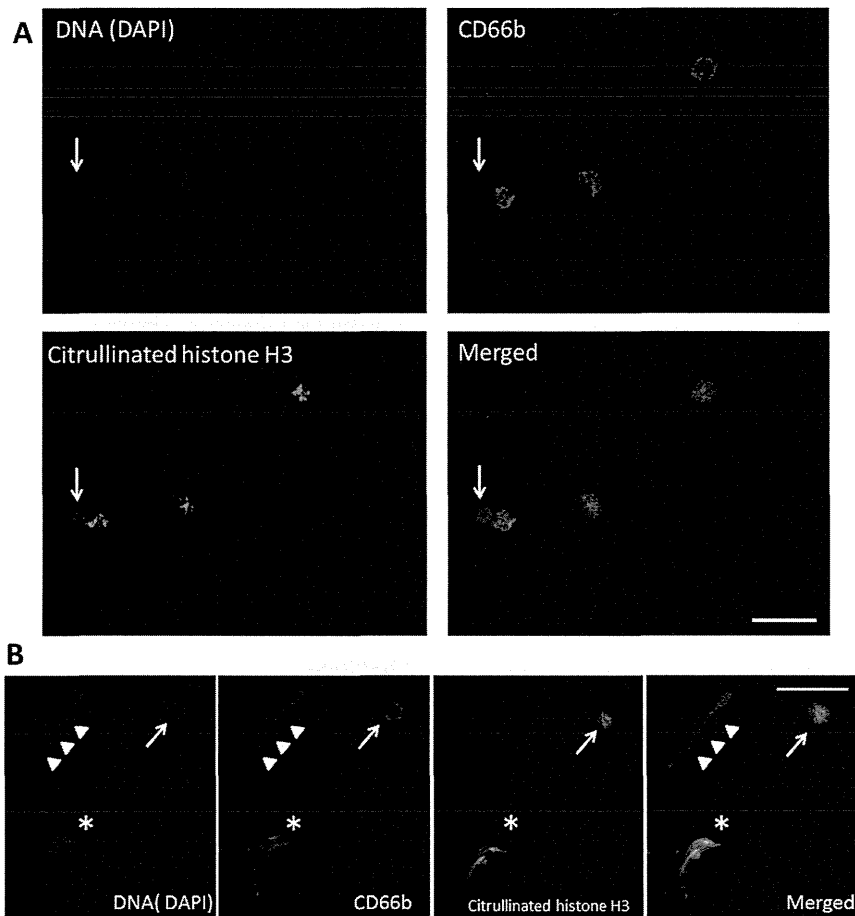 A
DNA (DAPI)
CD66b
Citrullinated histone H3
Merged
B
DNA( DAPI)
CD66b
Citrullinated histone H3
Merged